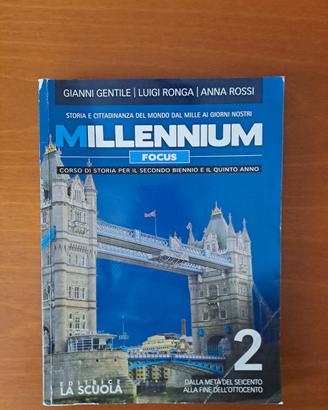 GIANNI GENTILE | LUIGI RONGA | ANNA ROSSI
STORIA E CITTADINANZA DEL MONDO DAL MILLE AI GIORNI NOSTRI
MILLENNIUM
FOCUS
CORSO DI STORIA PER IL SECONDO BIENNIO E IL QUINTO ANNO
2
DALLA METÀ DEL SEICENTO
ALLA FINE DELL'OTTOCENTO
EDITRICE
LA SCUOLA